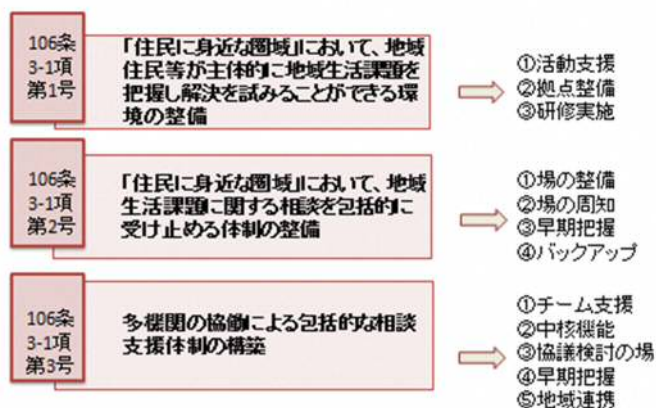 106条
3-1項
第1号
「住民に身近な圏域」において、地域
住民等が主体的に地域生活課題を
把握し解決を試みることができる環
境の整備
①活動支援
②拠点整備
③研修実施
106条
3-1項
第2号
「住民に身近な圏域」において、地域
生活課題に関する相談を包括的に
受け止める体制の整備
①場の整備
②場の周知
③早期把握
④バックアップ
106条
3-1項
第3号
多機関の協働による包括的な相談
支援体制の構築
①チーム支援
②中核機能
③協議検討の場
④早期把握
⑤地域連携